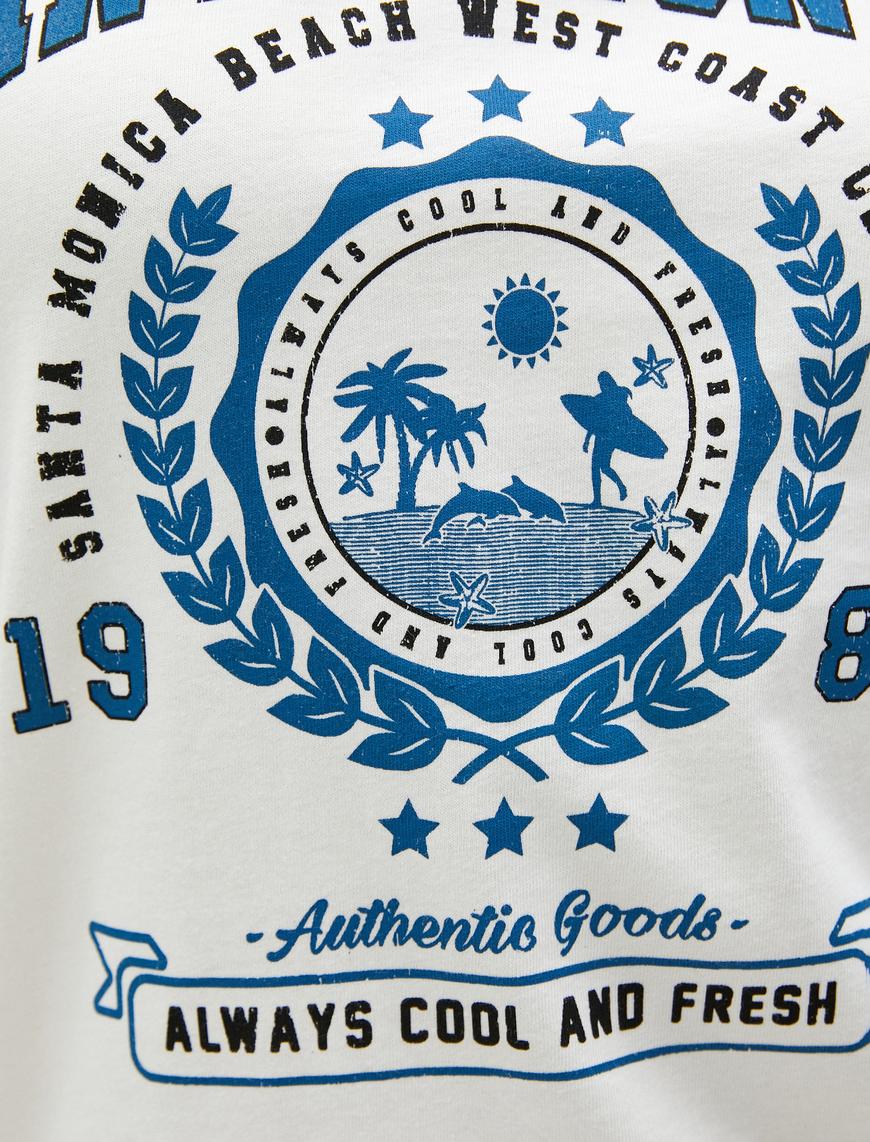 SANTA MONICA BEACH WEST COAST
ALWAYS COOL AND FRESH • ALWAYS COOL AND FRESH •
19 8
- Authentic Goods -
ALWAYS COOL AND FRESH